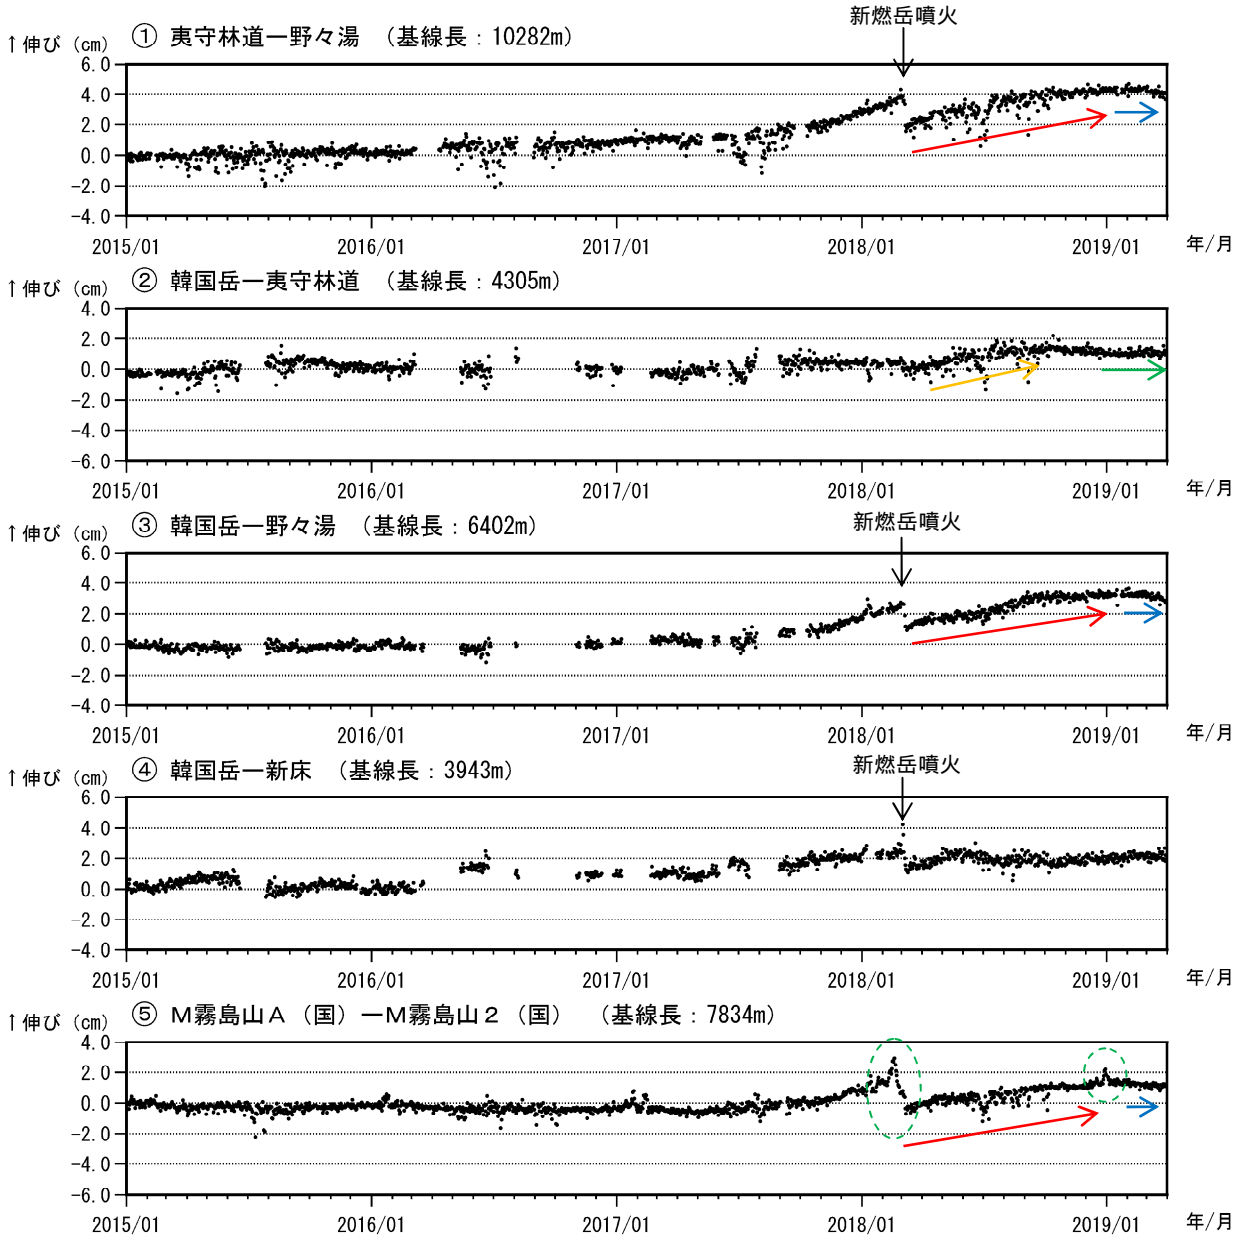 新燃岳噴火
↑伸び (cm) ① 夷守林道ー野々湯 (基線長：10282m)
6.0
4.0
2.0
0.0
-2.0
-4.0
2015/01 2016/01 2017/01 2018/01 2019/01 年/月
↑伸び (cm) ② 韓国岳ー夷守林道 (基線長：4305m)
4.0
2.0
0.0
-2.0
-4.0
-6.0
2015/01 2016/01 2017/01 2018/01 2019/01 年/月
↑伸び (cm) ③ 韓国岳ー野々湯 (基線長：6402m) 新燃岳噴火
6.0
4.0
2.0
0.0
-2.0
-4.0
2015/01 2016/01 2017/01 2018/01 2019/01 年/月
↑伸び (cm) ④ 韓国岳ー新床 (基線長：3943m) 新燃岳噴火
6.0
4.0
2.0
0.0
-2.0
-4.0
2015/01 2016/01 2017/01 2018/01 2019/01 年/月
↑伸び (cm) ⑤ M霧島山A（国）ーM霧島山２（国） (基線長：7834m)
4.0
2.0
0.0
-2.0
-4.0
-6.0
2015/01 2016/01 2017/01 2018/01 2019/01 年/月